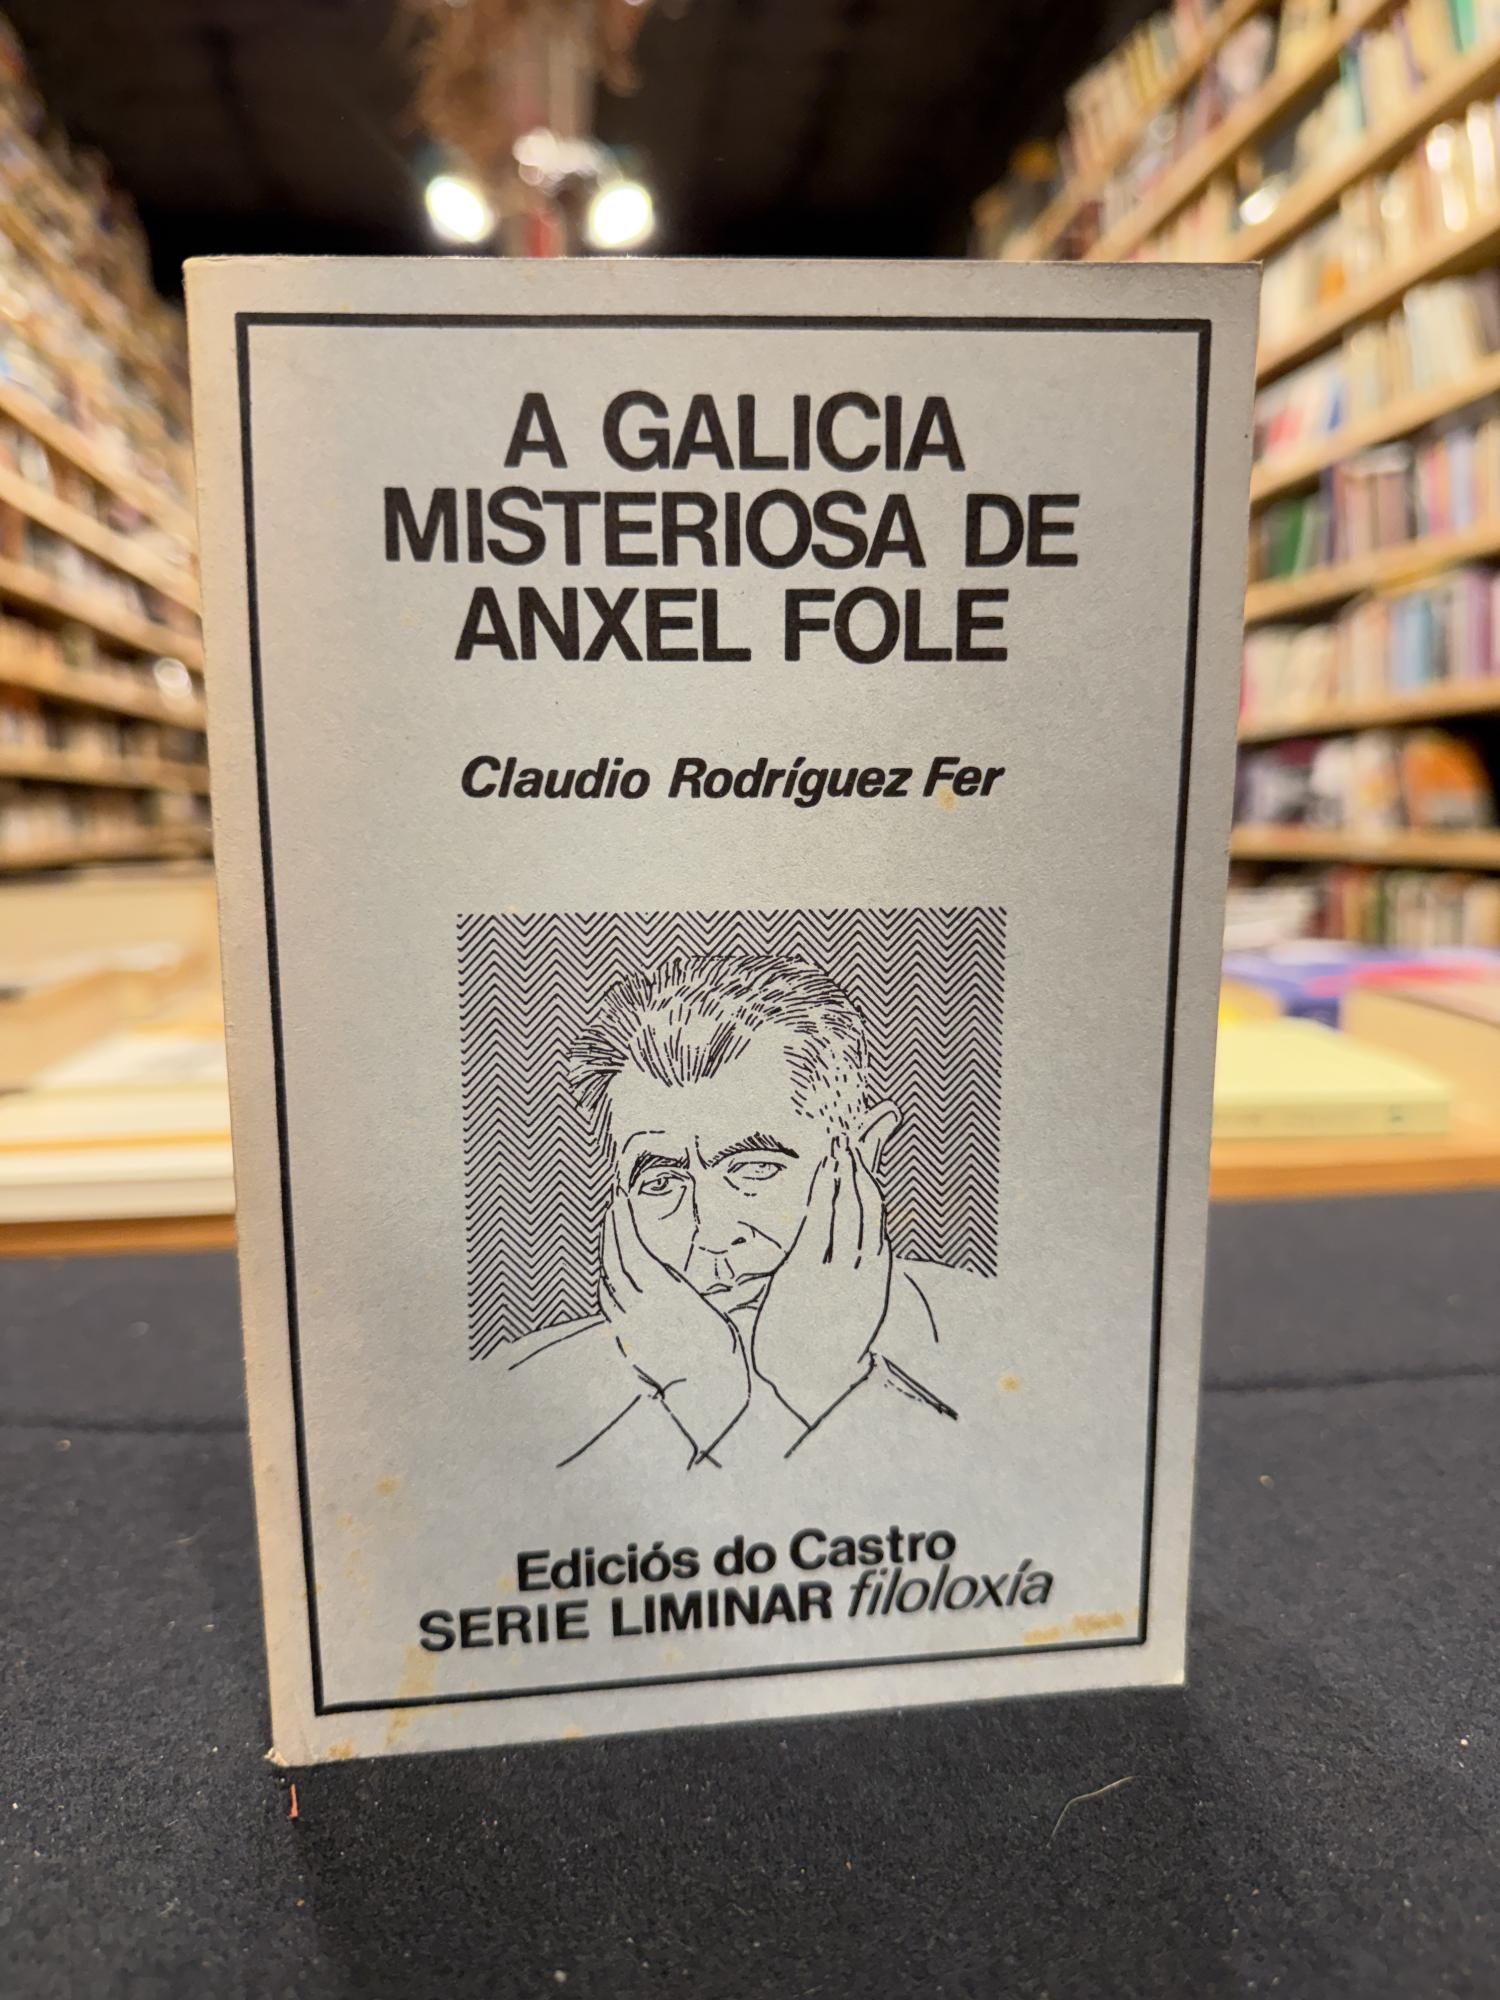 A GALICIA
MISTERIOSA DE
ANXEL FOLE
Claudio Rodríguez Fer
Ediciós do Castro
SERIE LIMINAR filoloxía